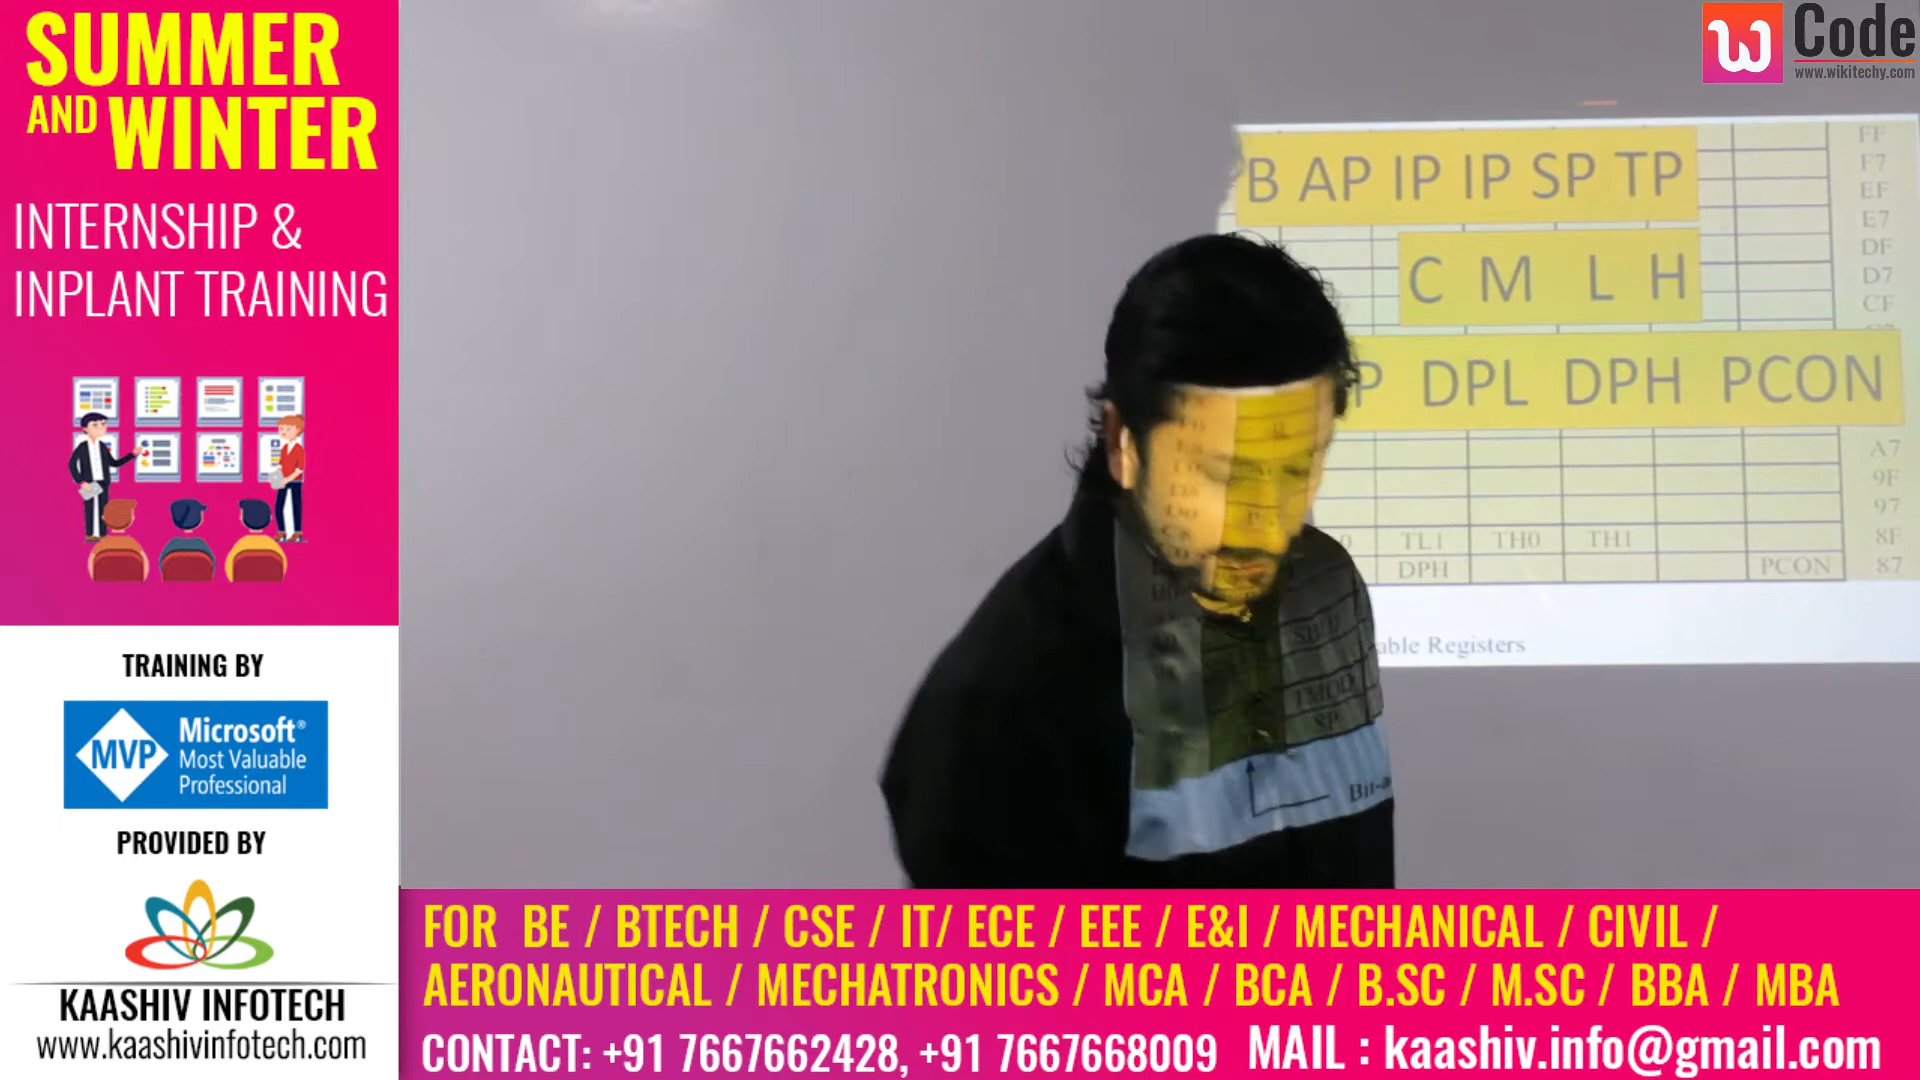 SUMMER
AND WINTER
INTERNSHIP &
INPLANT TRAINING
TRAINING BY
MVP
Microsoft®
Most Valuable
Professional
PROVIDED BY
KAASHIV INFOTECH
www.kaashivinfotech.com
W Code
www.wikitechy.com
B AP IP IP SP TP
C M L H
P DPL DPH PCON
FF
F7
EF
E7
DF
D7
CF
A7
9F
97
0 TL1 TH0 TH1 8F
DPH PCON 87
able Registers
TMOD
SP
Bit-a
FOR BE / BTECH / CSE / IT/ ECE / EEE / E&I / MECHANICAL / CIVIL /
AERONAUTICAL / MECHATRONICS / MCA / BCA / B.SC / M.SC / BBA / MBA
CONTACT: +91 7667662428, +91 7667668009 MAIL : kaashiv.info@gmail.com